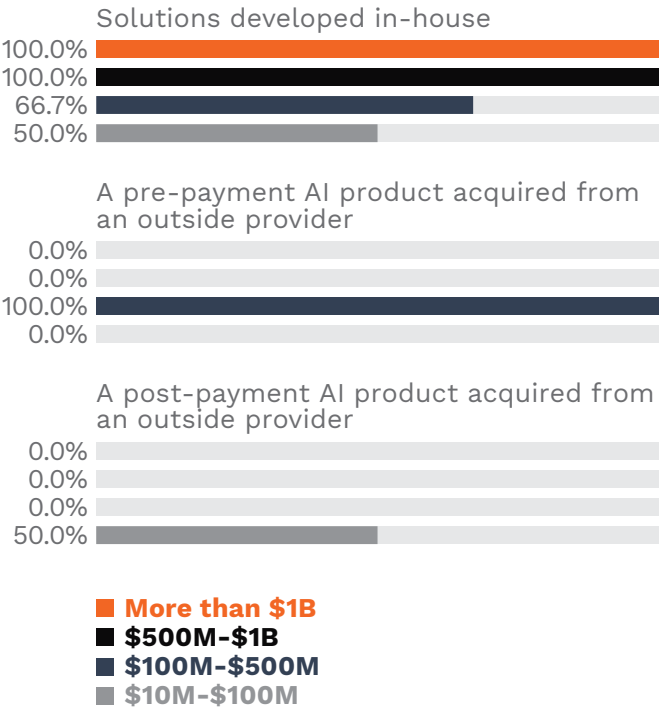 Solutions developed in-house
100.0%
100.0%
66.7%
50.0%
A pre-payment AI product acquired from
an outside provider
0.0%
0.0%
100.0%
0.0%
A post-payment AI product acquired from
an outside provider
0.0%
0.0%
0.0%
50.0%
More than $1B
$500M-$1B
$100M-$500M
$10M-$100M